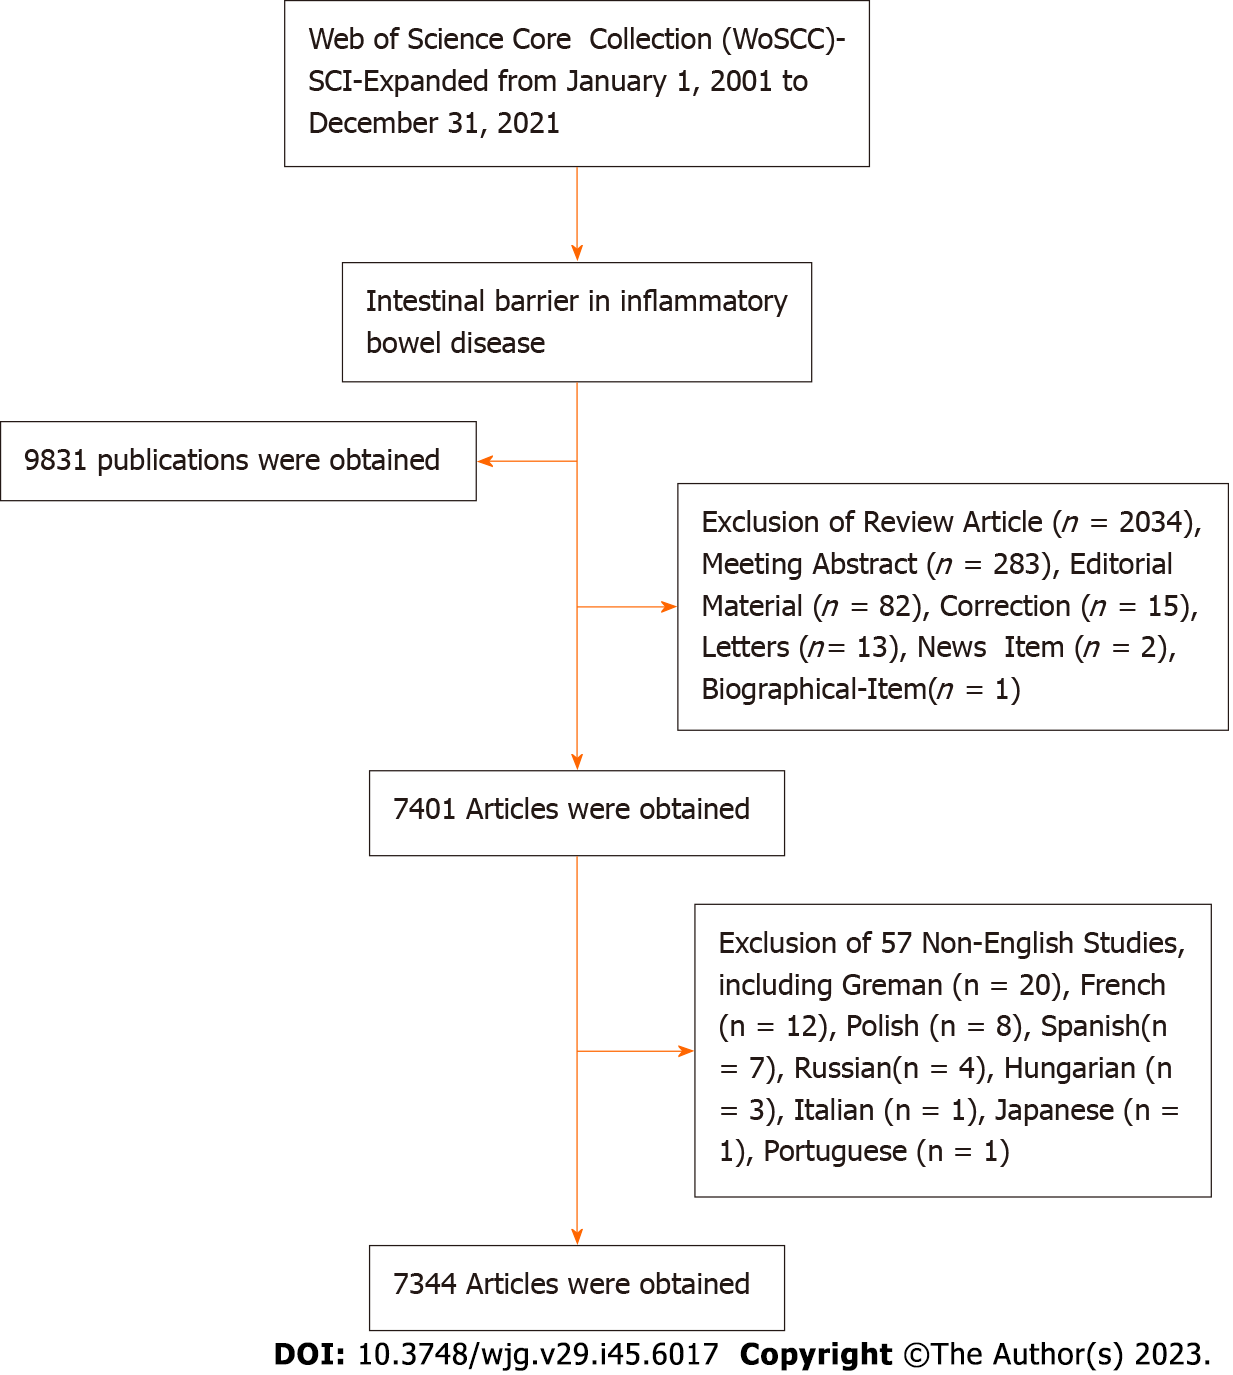 Web of Science Core Collection (WoSCC)-
SCI-Expanded from January 1, 2001 to
December 31, 2021
Intestinal barrier in inflammatory
bowel disease
9831 publications were obtained
Exclusion of Review Article (n = 2034),
Meeting Abstract (n = 283), Editorial
Material (n = 82), Correction (n = 15),
Letters (n= 13), News Item (n = 2),
Biographical-Item(n = 1)
7401 Articles were obtained
Exclusion of 57 Non-English Studies,
including Greman (n = 20), French
(n = 12), Polish (n = 8), Spanish(n
= 7), Russian(n = 4), Hungarian (n
= 3), Italian (n = 1), Japanese (n =
1), Portuguese (n = 1)
7344 Articles were obtained
DOI: 10.3748/wjg.v29.i45.6017 Copyright ©The Author(s) 2023.